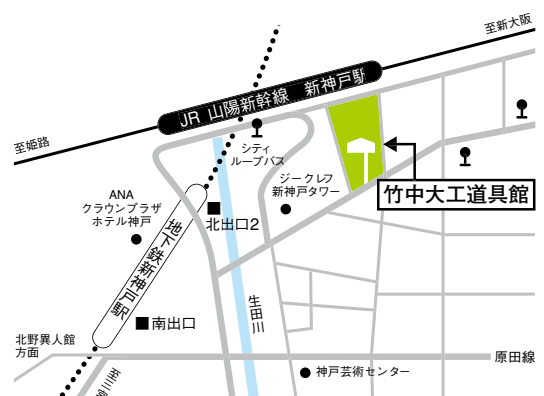 至新大阪
JR 山陽新幹線 新神戸駅
至姫路
シティ
ループバス
ジークレフ
新神戸タワー
竹中大工道具館
ANA
クラウンプラザ
ホテル神戸
北出口2
地下鉄新神戸駅
生田川
南出口
北野異人館
方面
原田線
神戸芸術センター
至三宮